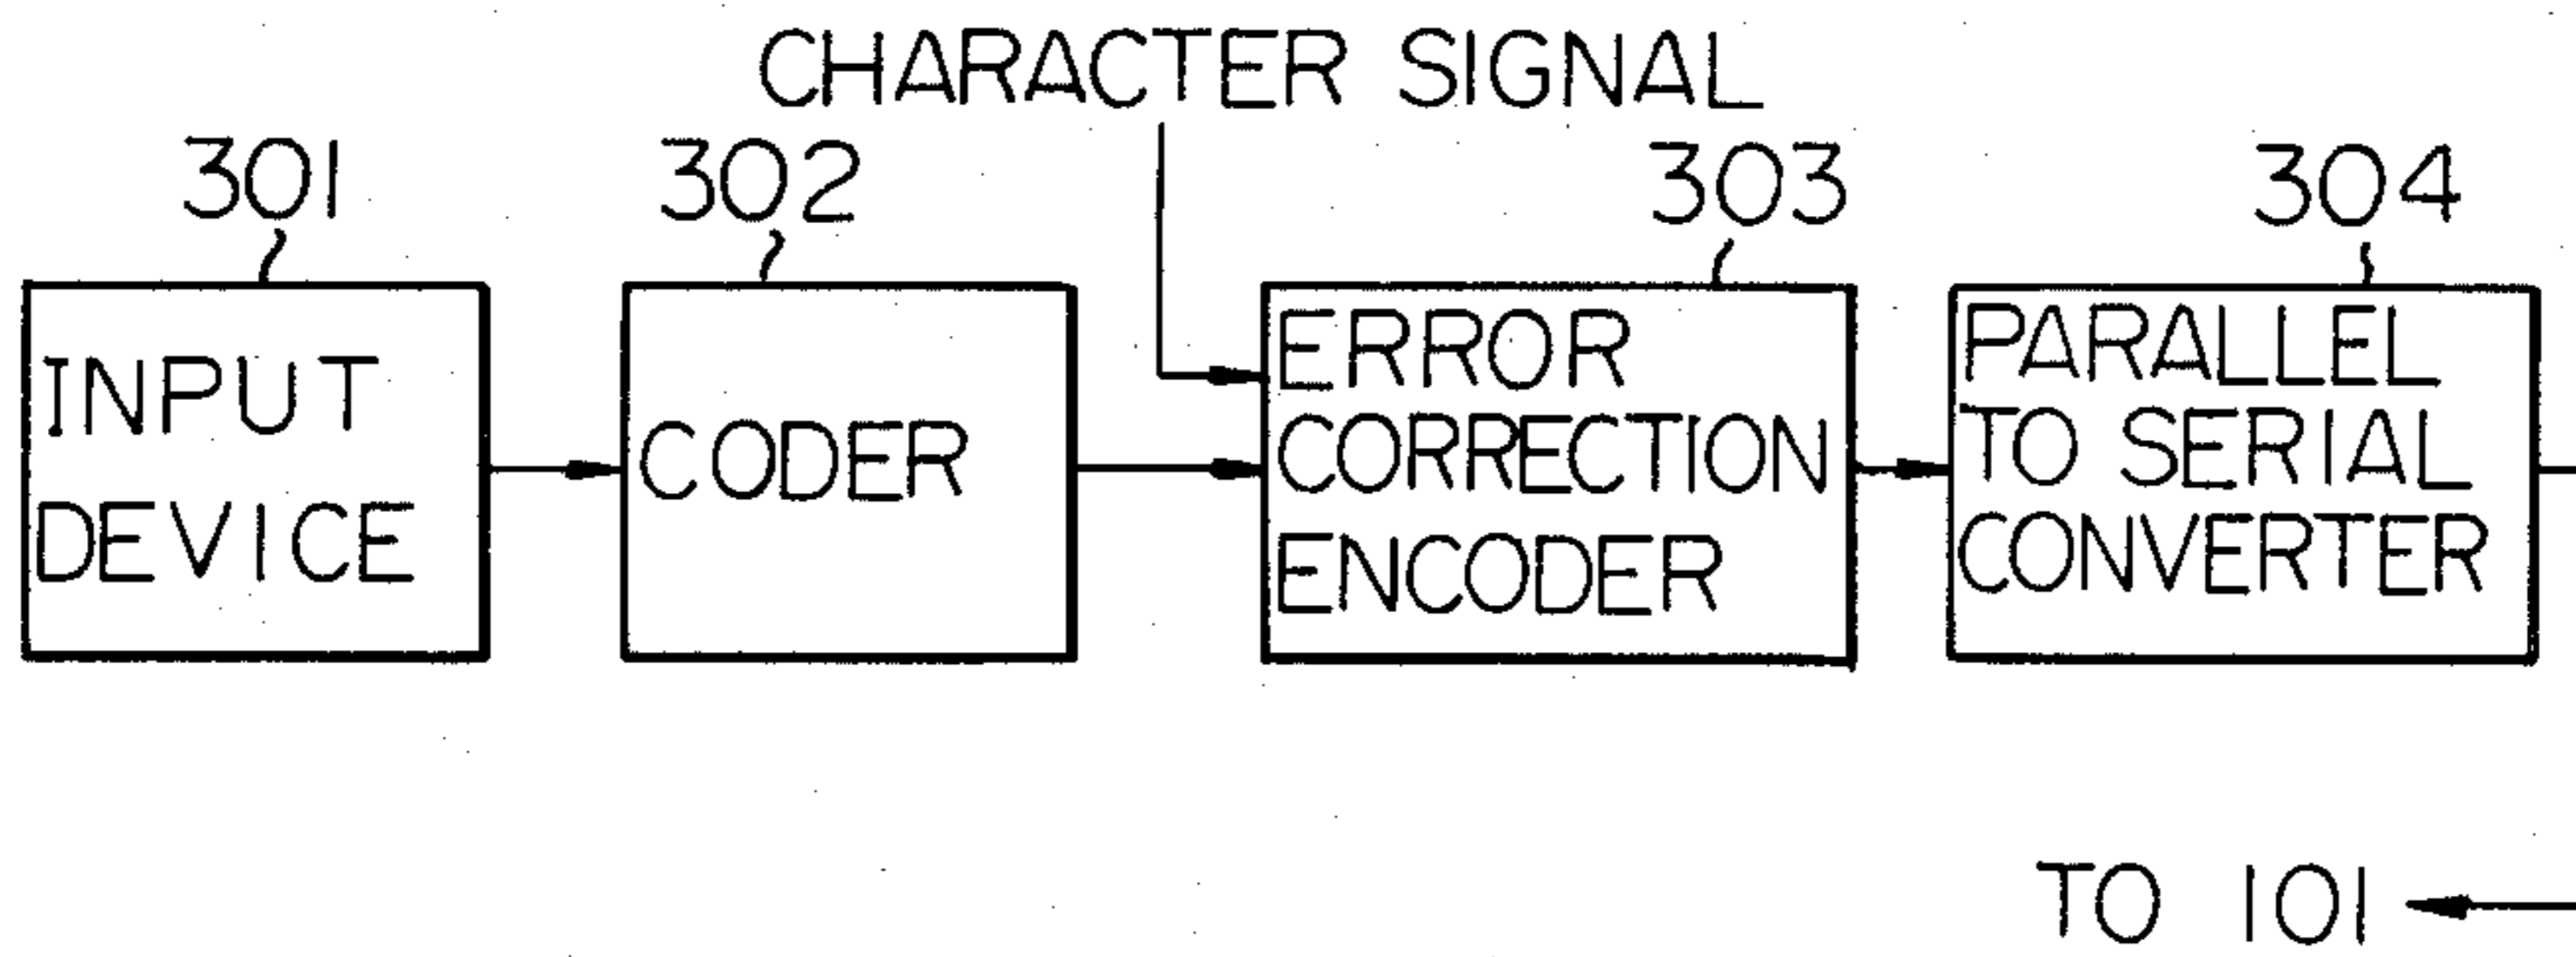 CHARACTER SIGNAL
301
302
303
304
INPUT
DEVICE
CODER
ERROR
CORRECTION
ENCODER
PARALLEL
TO SERIAL
CONVERTER
TO 101